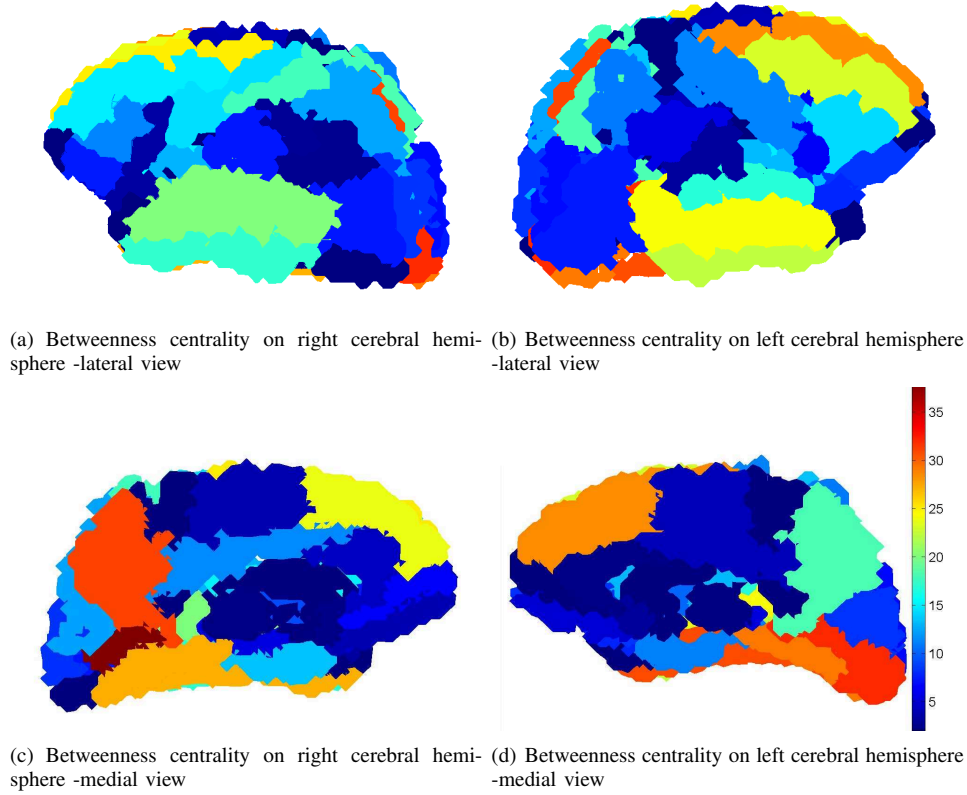 (a) Betweenness centrality on right cerebral hemi-
sphere -lateral view
(b) Betweenness centrality on left cerebral hemisphere
-lateral view
35
30
25
20
15
10
5
(c) Betweenness centrality on right cerebral hemi-
sphere -medial view
(d) Betweenness centrality on left cerebral hemisphere
-medial view